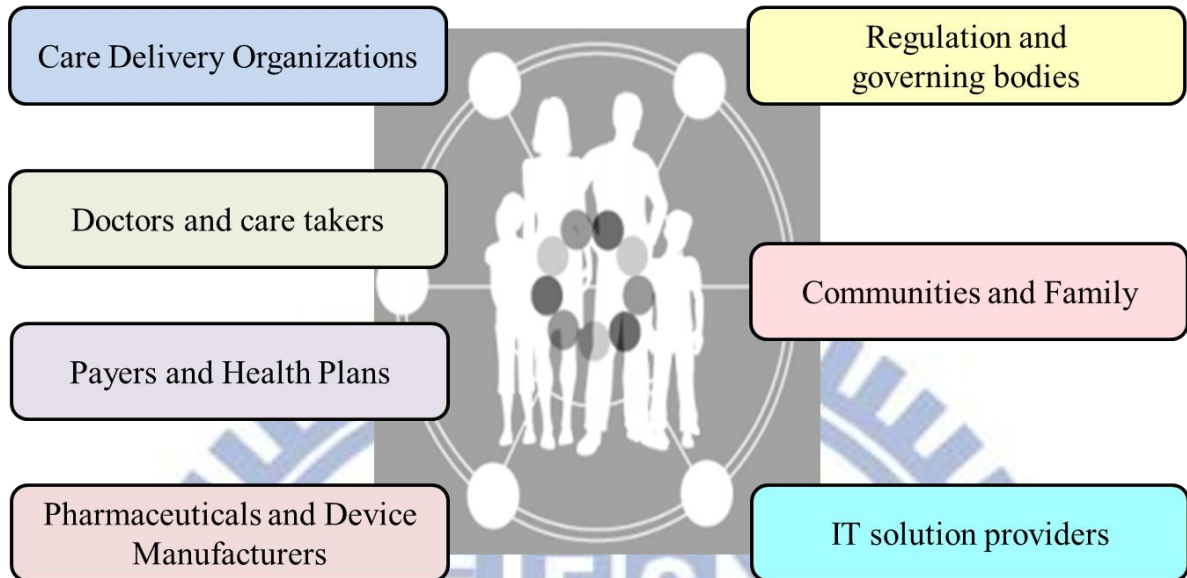 Care Delivery Organizations
Doctors and care takers
Payers and Health Plans
Pharmaceuticals and Device
Manufacturers
Regulation and
governing bodies
Communities and Family
IT solution providers